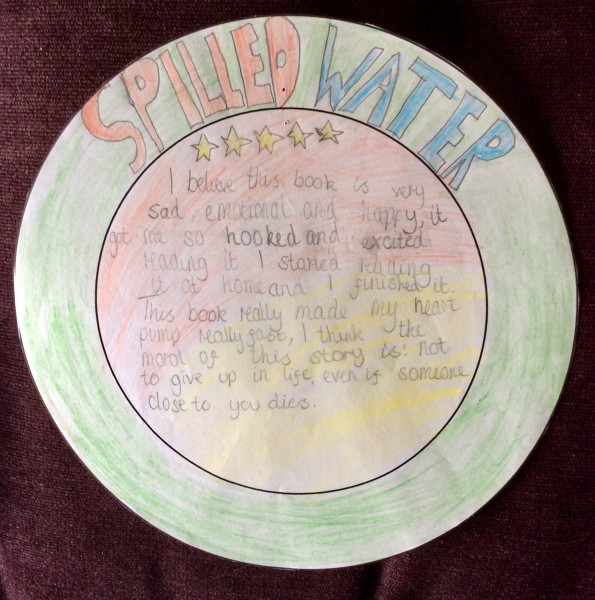 SPILLED WATER
I believe this book is very
sad, emotional and happy, it
got me so hooked and excited
reading it I started reading
it at home and I finished it.
This book really made my heart
pump really fast, I think the
moral of this story is: not
to give up in life, even if someone
close to you dies.